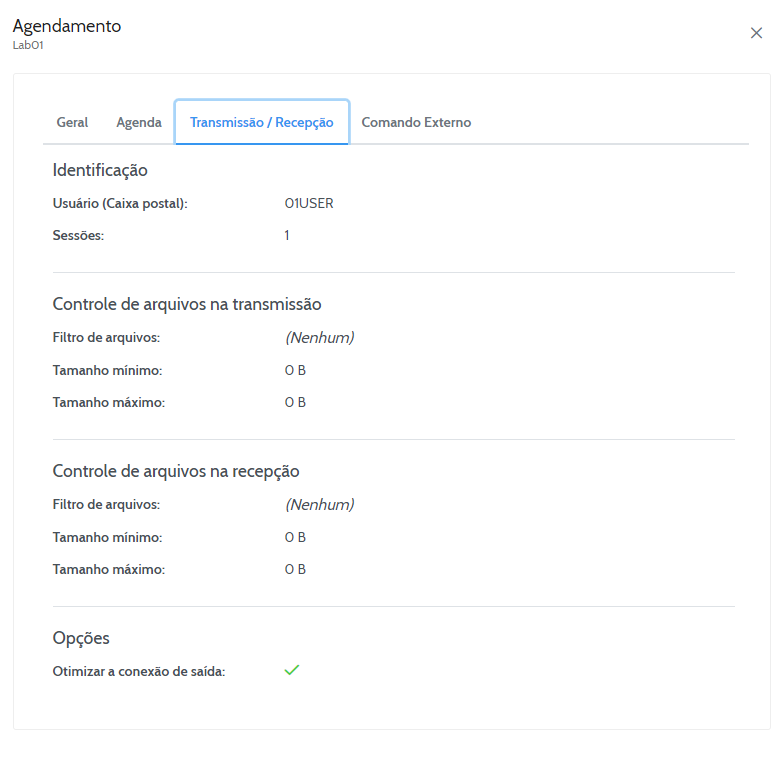 Agendamento
Lab01
Geral Agenda Transmissão / Recepção Comando Externo
Identificação
Usuário (Caixa postal): 01USER
Sessões: 1
Controle de arquivos na transmissão
Filtro de arquivos: (Nenhum)
Tamanho mínimo: 0 B
Tamanho máximo: 0 B
Controle de arquivos na recepção
Filtro de arquivos: (Nenhum)
Tamanho mínimo: 0 B
Tamanho máximo: 0 B
Opções
Otimizar a conexão de saída: